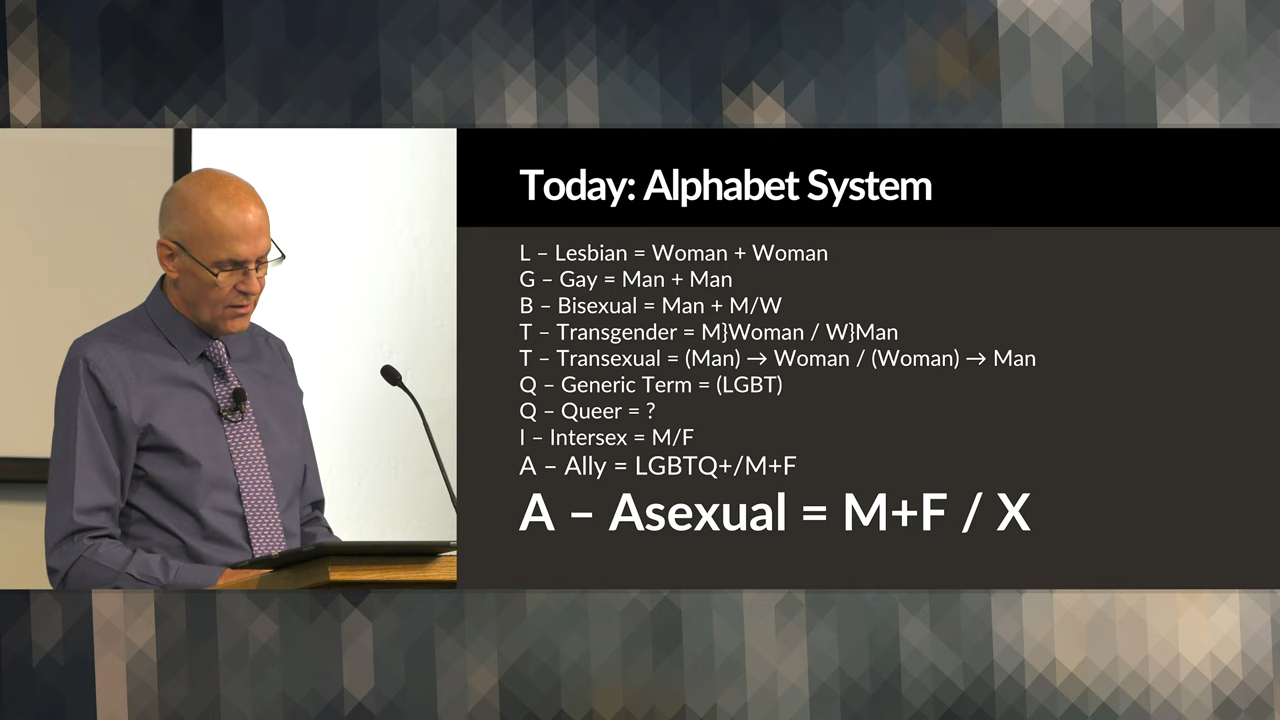 Today: Alphabet System
L – Lesbian = Woman + Woman
G – Gay = Man + Man
B – Bisexual = Man + M/W
T – Transgender = M}Woman / W}Man
T – Transexual = (Man) → Woman / (Woman) → Man
Q – Generic Term = (LGBT)
Q – Queer = ?
I – Intersex = M/F
A – Ally = LGBTQ+/M+F
A – Asexual = M+F / X